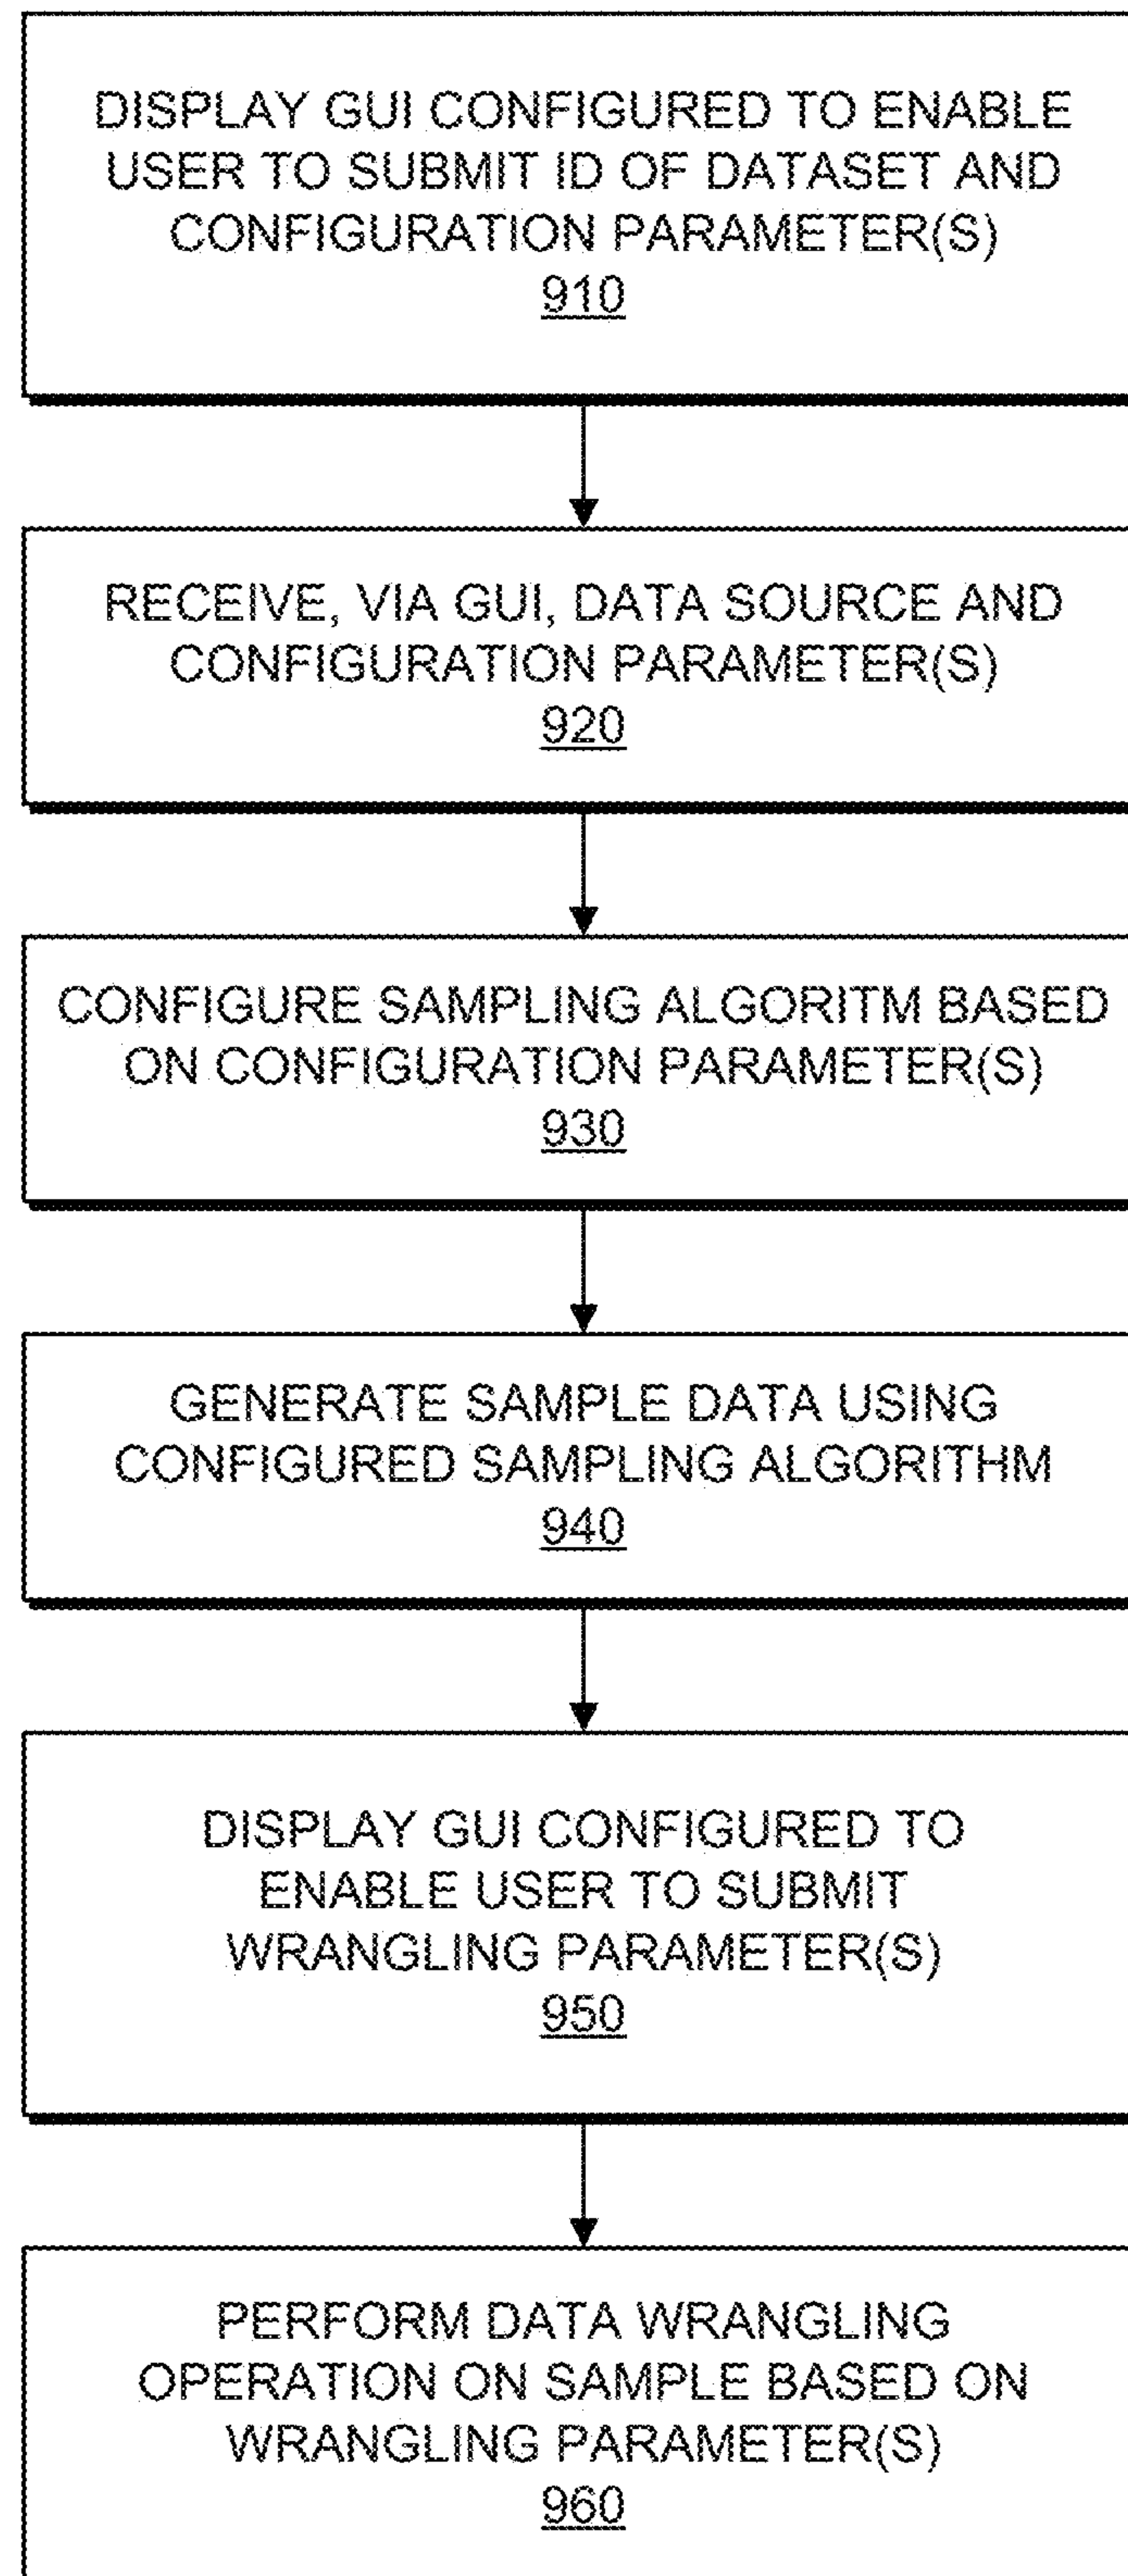 DISPLAY GUI CONFIGURED TO ENABLE
USER TO SUBMIT ID OF DATASET AND
CONFIGURATION PARAMETER(S)
910
RECEIVE, VIA GUI, DATA SOURCE AND
CONFIGURATION PARAMETER(S)
920
CONFIGURE SAMPLING ALGORITM BASED
ON CONFIGURATION PARAMETER(S)
930
GENERATE SAMPLE DATA USING
CONFIGURED SAMPLING ALGORITHM
940
DISPLAY GUI CONFIGURED TO
ENABLE USER TO SUBMIT
WRANGLING PARAMETER(S)
950
PERFORM DATA WRANGLING
OPERATION ON SAMPLE BASED ON
WRANGLING PARAMETER(S)
960